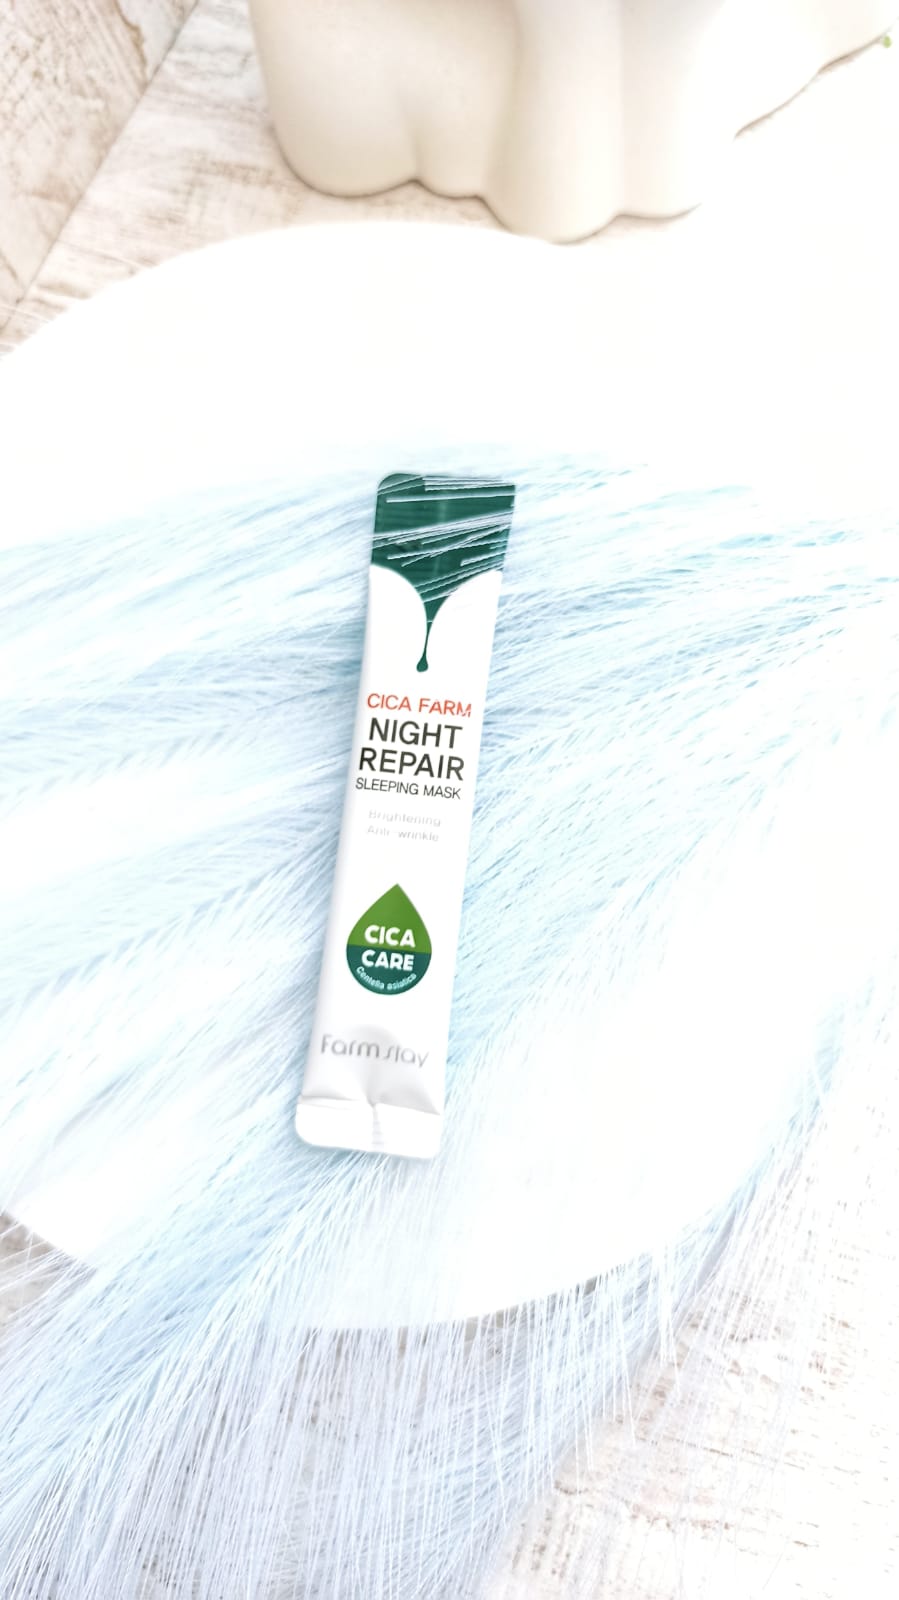 CICA FARM
NIGHT
REPAIR
SLEEPING MASK
Brightening
Anti-wrinkle
CICA
CARE
Centella asiatica
Farmstay